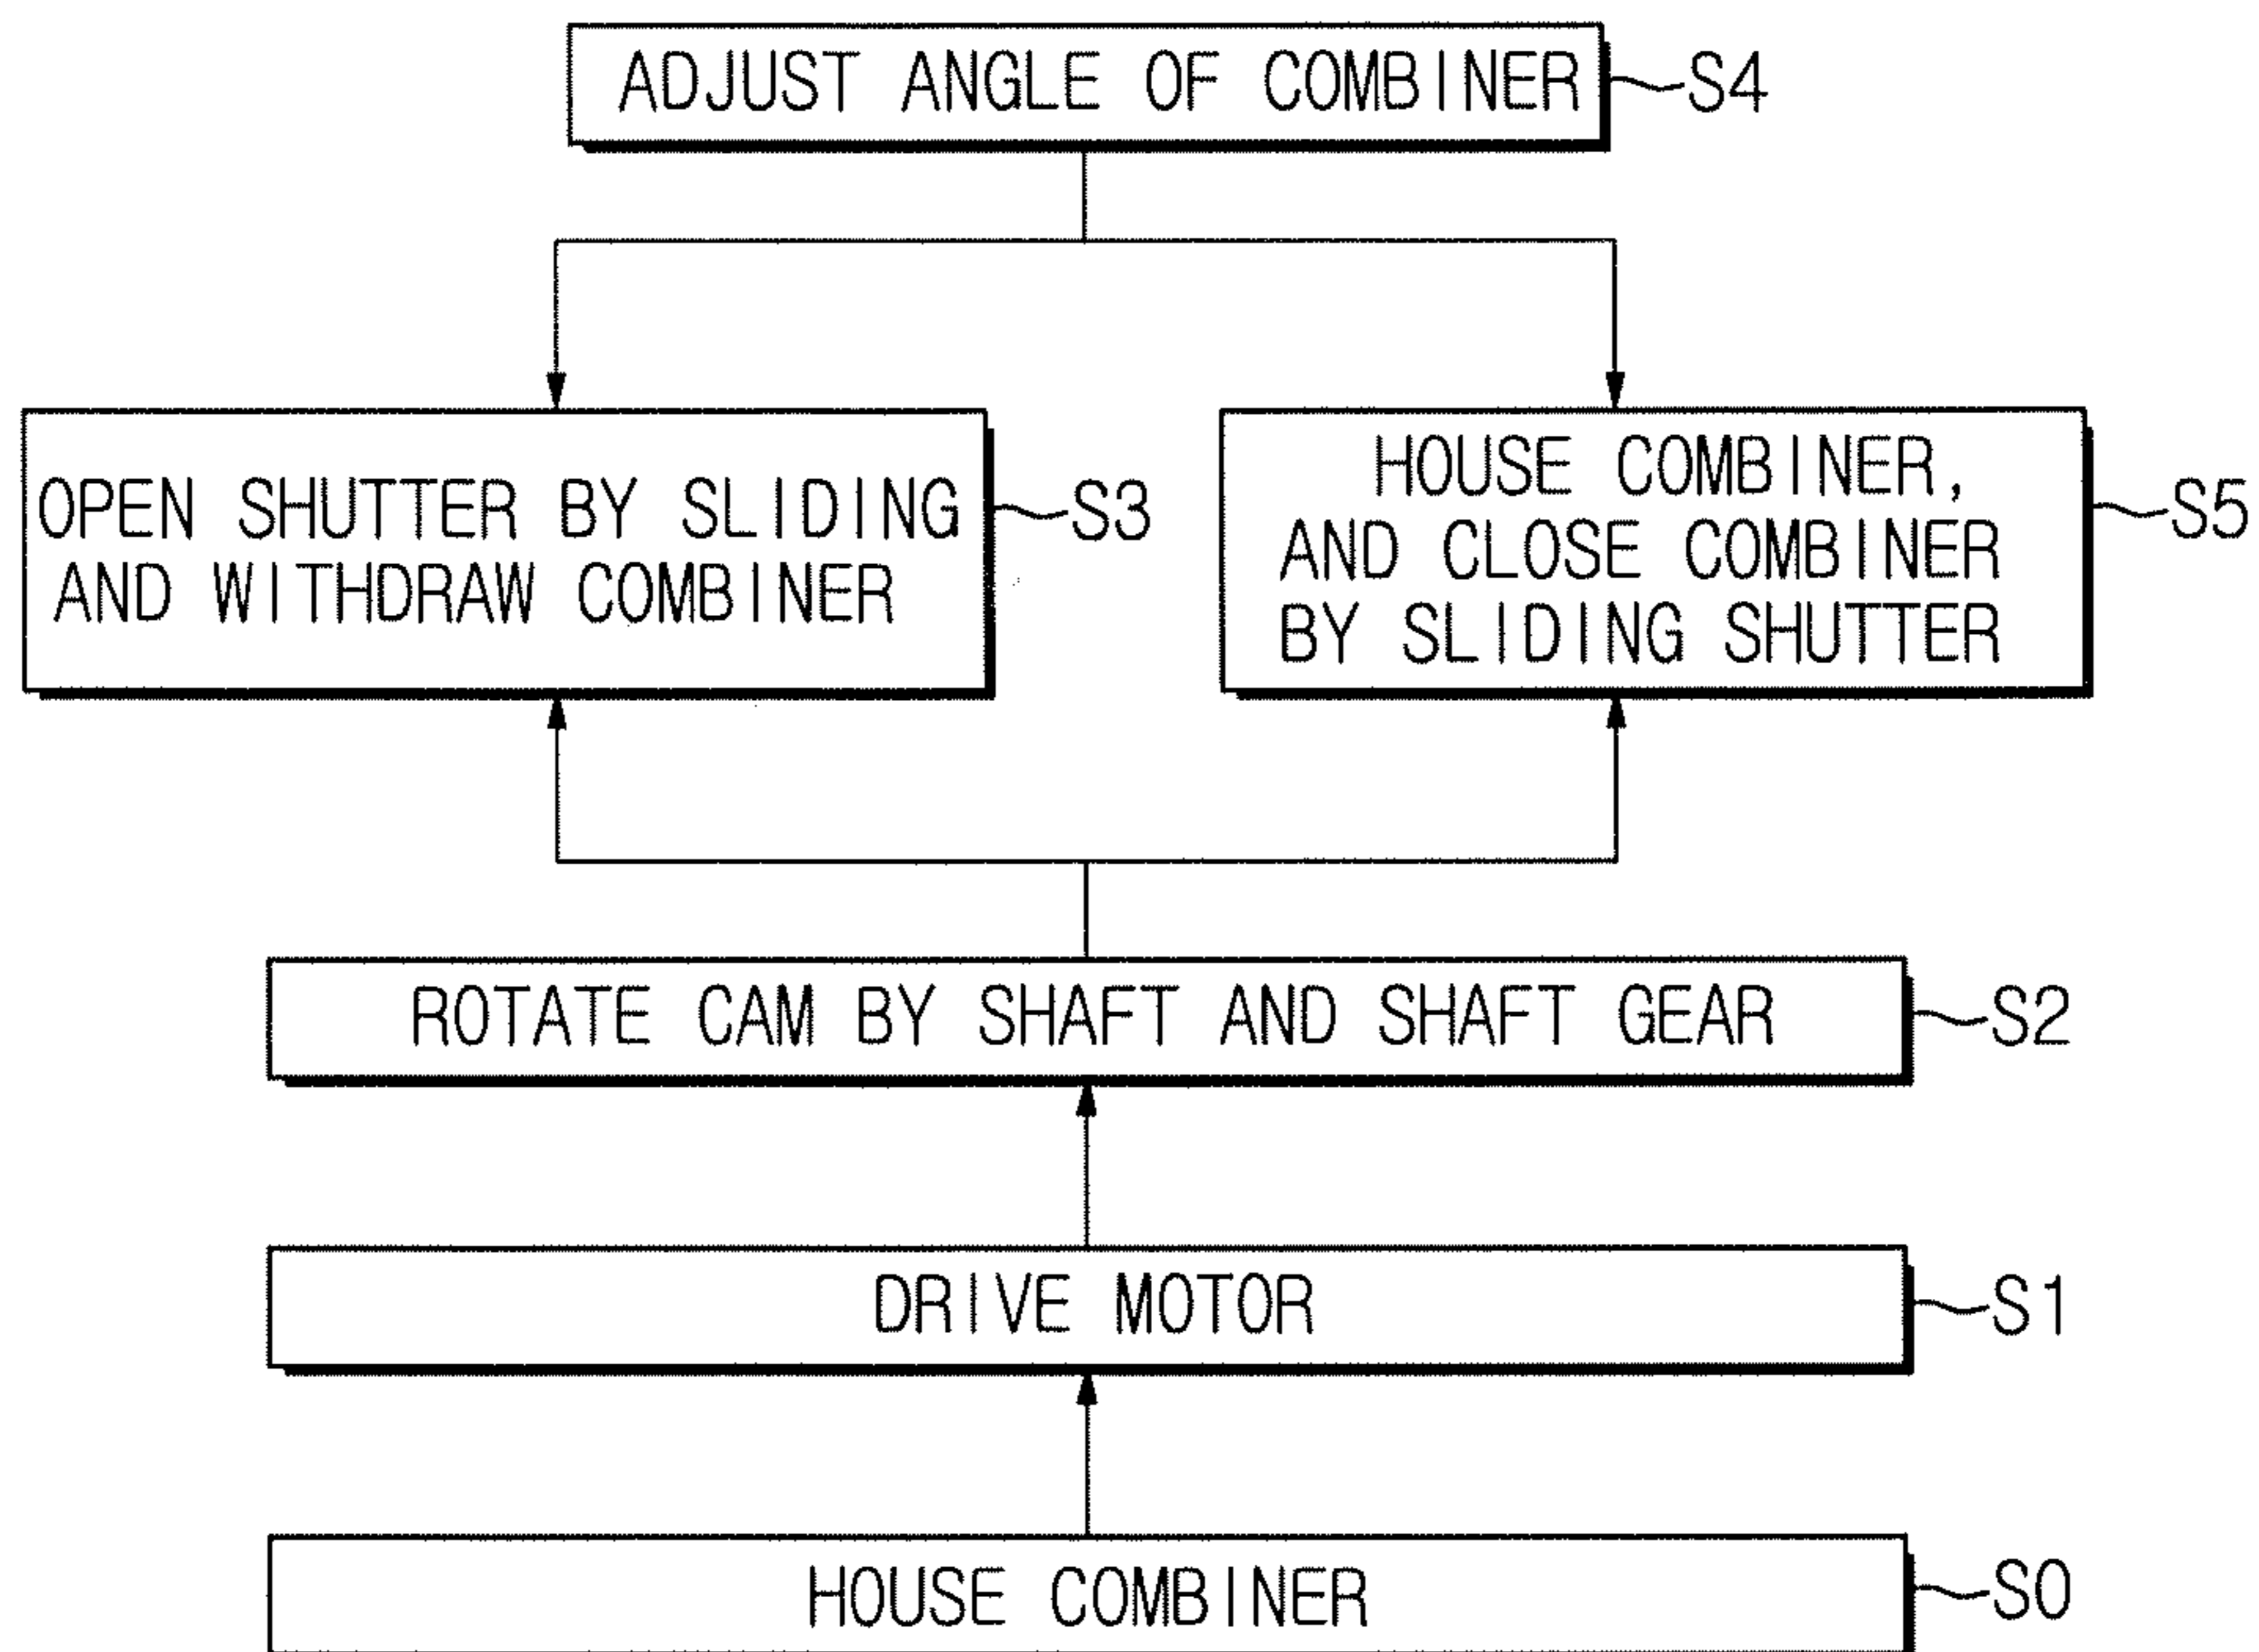 ADJUST ANGLE OF COMBINER
S4
OPEN SHUTTER BY SLIDING
AND WITHDRAW COMBINER
S3
HOUSE COMBINER,
AND CLOSE COMBINER
BY SLIDING SHUTTER
S5
ROTATE CAM BY SHAFT AND SHAFT GEAR
S2
DRIVE MOTOR
S1
HOUSE COMBINER
S0